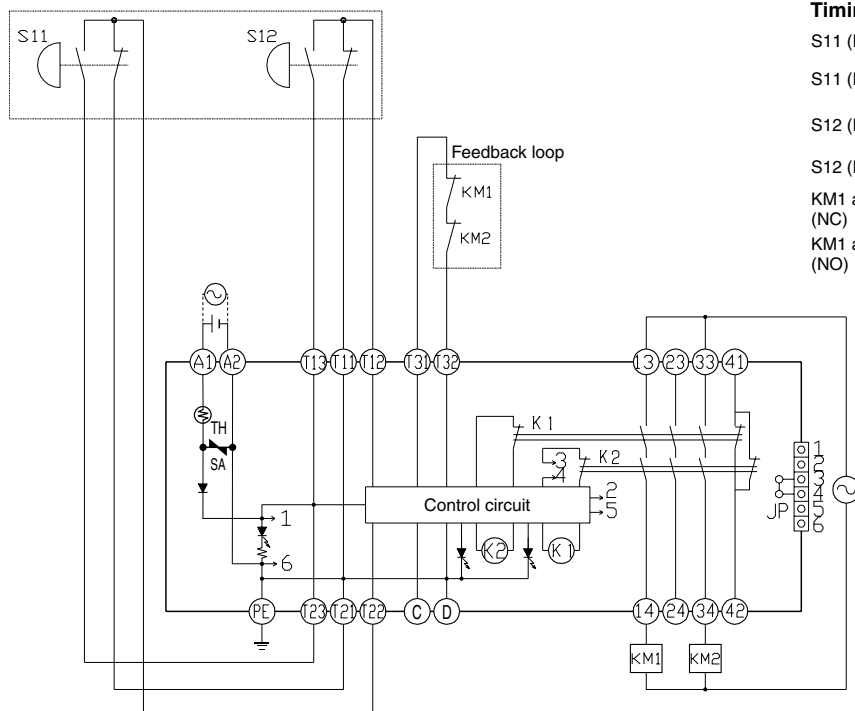 Timin
S11 (
S11 (
S12 (
S12 (
KM1 a
(NC)
KM1 a
(NO)
S11
S12
Feedback loop
KM1
KM2
A1 A2 T13 T11 T12 T31 T32 13 23 33 41
TH
SA
K1
K2
3
4
Control circuit
2
5
1
6
K2 K1
JP
1
2
3
4
5
6
PE T23 T21 T22 C D 14 24 34 42
KM1 KM2